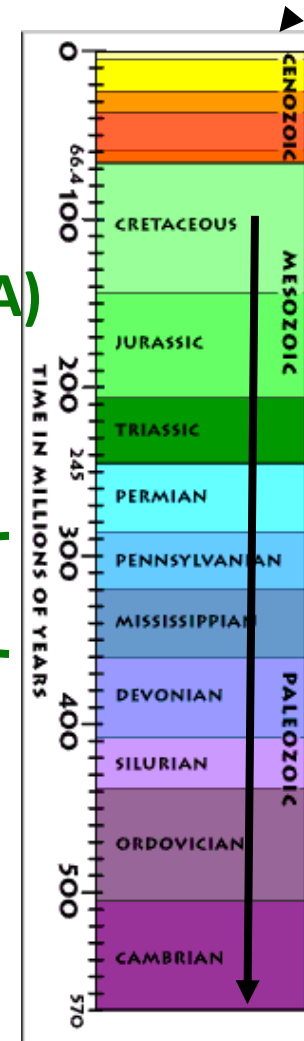 0
CENOZOIC
66.4
100
CRETACEOUS
MESOZOIC
A)
JURASSIC
200
TIME IN MILLIONS OF YEARS
TRIASSIC
245
PERMIAN
300
PENNSYLVANIAN
MISSISSIPPIAN
DEVONIAN
PALEOZOIC
400
SILURIAN
ORDOVICIAN
500
CAMBRIAN
570